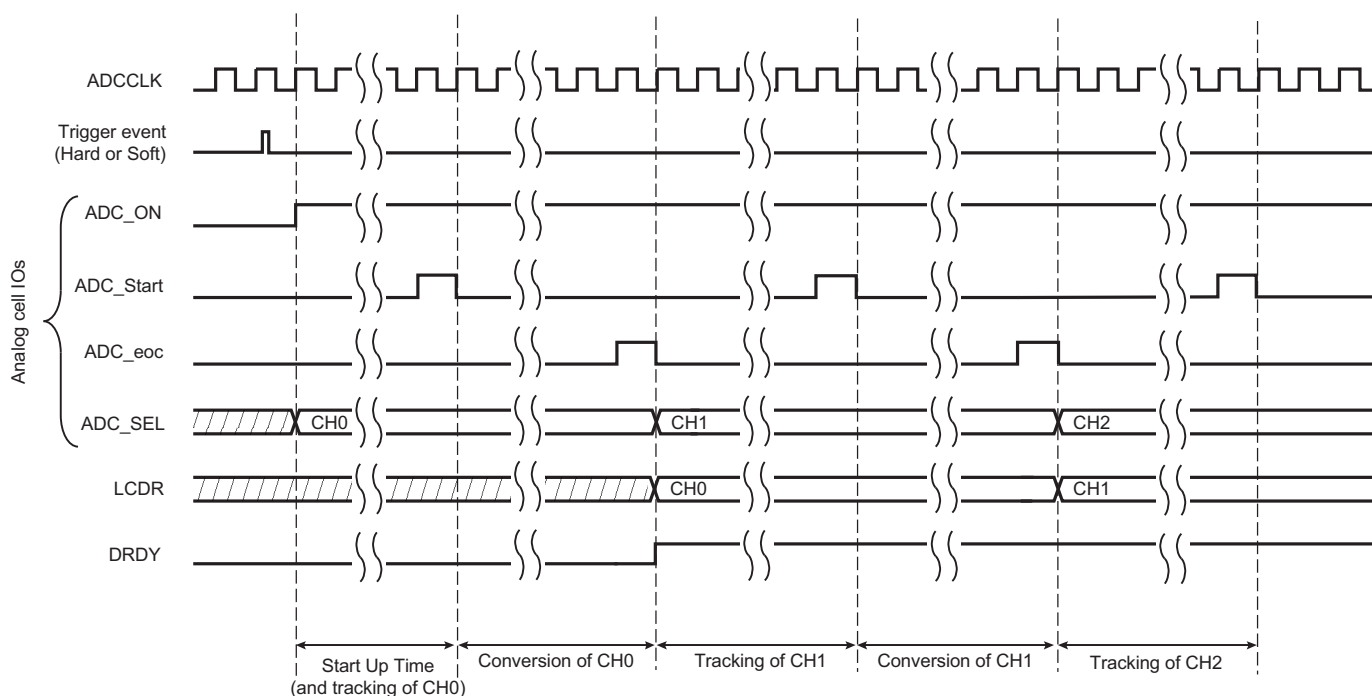 ADCCLK
Trigger event
(Hard or Soft)
ADC_ON
ADC_Start
ADC_eoc
Analog cell IOs
ADC_SEL
CH0
CH1
CH2
LCDR
CH0
CH1
DRDY
Start Up Time
(and tracking of CH0)
Conversion of CH0
Tracking of CH1
Conversion of CH1
Tracking of CH2